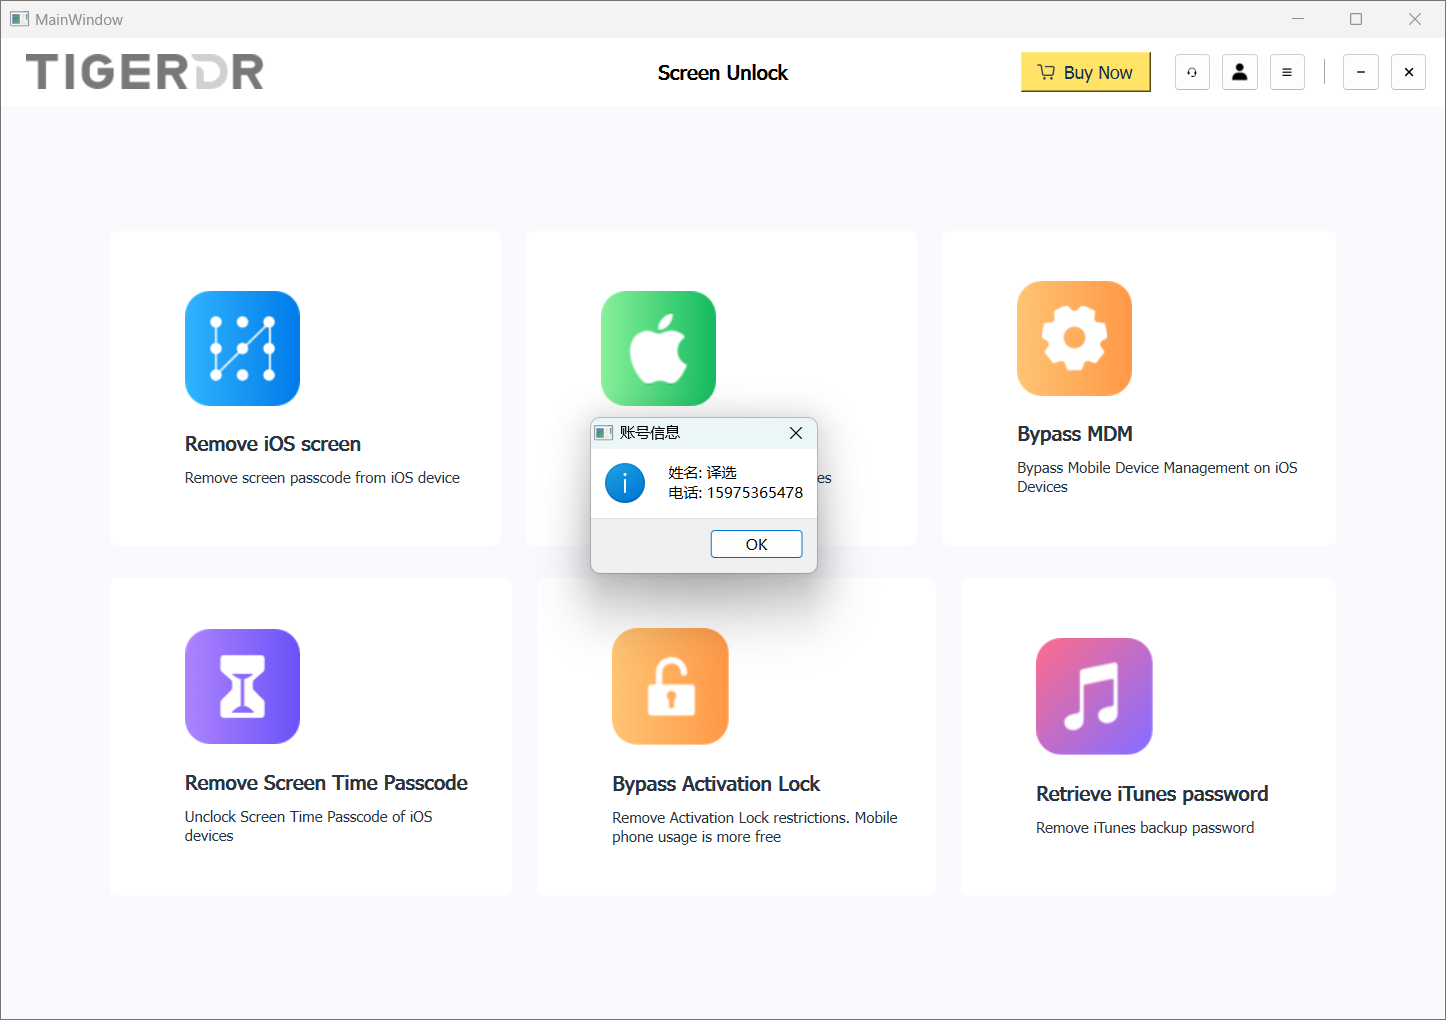 MainWindow
TIGERDR
Screen Unlock
Buy Now
Remove iOS screen
Remove screen passcode from iOS device
es
Bypass MDM
Bypass Mobile Device Management on iOS
Devices
账号信息
姓名: 译选
电话: 15975365478
OK
Remove Screen Time Passcode
Unclock Screen Time Passcode of iOS
devices
Bypass Activation Lock
Remove Activation Lock restrictions. Mobile
phone usage is more free
Retrieve iTunes password
Remove iTunes backup password